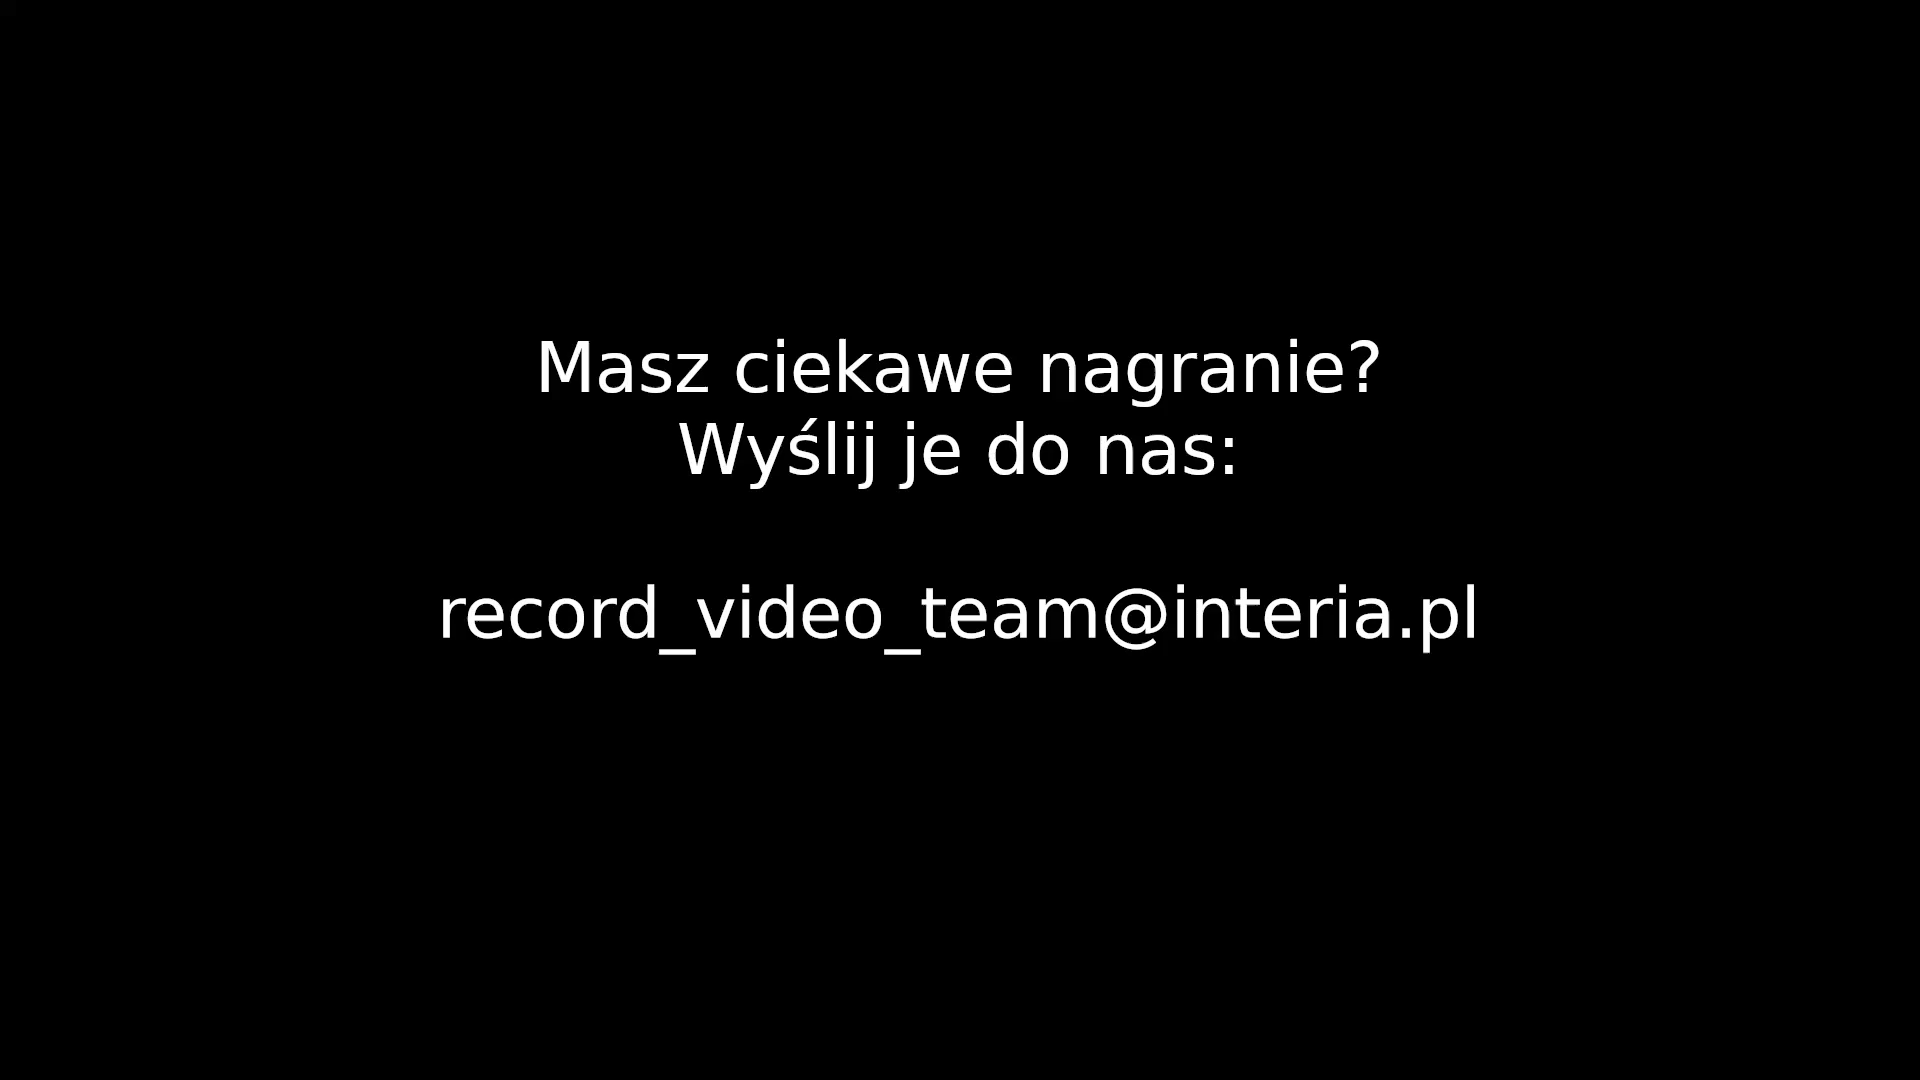 Masz ciekawe nagranie?
Wyślij je do nas:
record_video_team@interia.pl